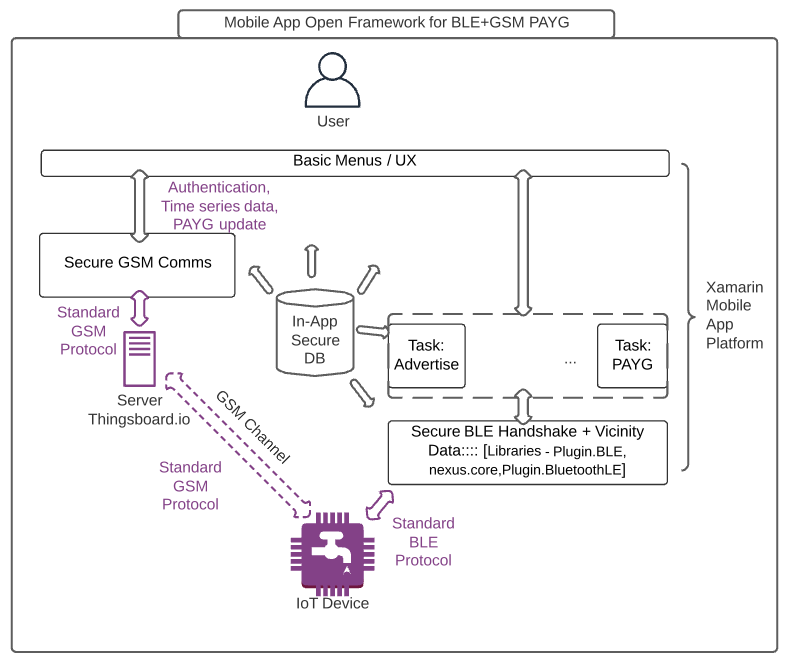 Mobile App Open Framework for BLE+GSM PAYG
User
Basic Menus / UX
Authentication,
Time series data,
PAYG update
Secure GSM Comms
Standard
GSM
Protocol
Server
Thingsboard.io
In-App
Secure
DB
Task:
Advertise
...
Task:
PAYG
Xamarin
Mobile
App
Platform
Secure BLE Handshake + Vicinity
Data:::: [Libraries - Plugin.BLE,
nexus.core,Plugin.BluetoothLE]
GSM Channel
Standard
GSM
Protocol
Standard
BLE
Protocol
IoT Device